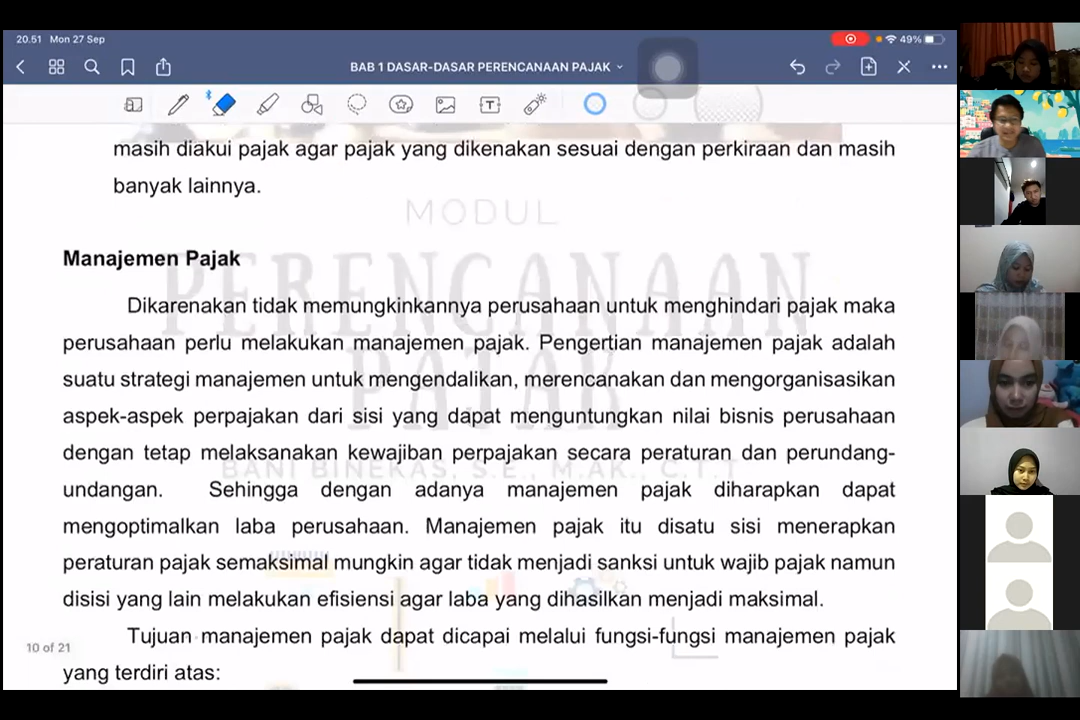 20.51 Mon 27 Sep
49%
BAB 1 DASAR-DASAR PERENCANAAN PAJAK
masih diakui pajak agar pajak yang dikenakan sesuai dengan perkiraan dan masih
banyak lainnya.
MODUL
Manajemen Pajak
PERENCANAAN
Dikarenakan tidak memungkinkannya perusahaan untuk menghindari pajak maka
perusahaan perlu melakukan manajemen pajak. Pengertian manajemen pajak adalah
suatu strategi manajemen untuk mengendalikan, merencanakan dan mengorganisasikan
PAJAK
aspek-aspek perpajakan dari sisi yang dapat menguntungkan nilai bisnis perusahaan
dengan tetap melaksanakan kewajiban perpajakan secara peraturan dan perundang-
BANI BINEKAS, S.E., M.AK., C.T.T
undangan. Sehingga dengan adanya manajemen pajak diharapkan dapat
mengoptimalkan laba perusahaan. Manajemen pajak itu disatu sisi menerapkan
peraturan pajak semaksimal mungkin agar tidak menjadi sanksi untuk wajib pajak namun
disisi yang lain melakukan efisiensi agar laba yang dihasilkan menjadi maksimal.
Tujuan manajemen pajak dapat dicapai melalui fungsi-fungsi manajemen pajak
10 of 21
yang terdiri atas: